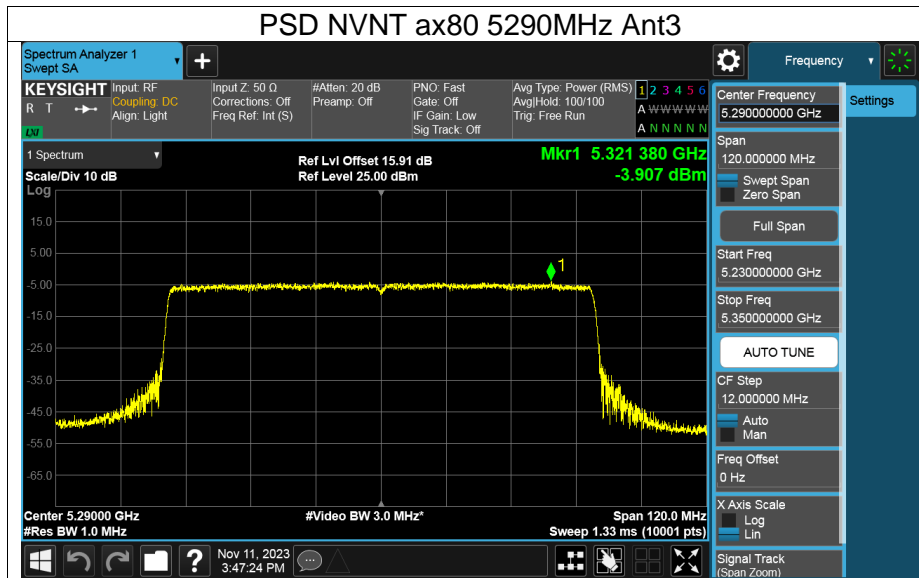 PSD NVNT ax80 5290MHz Ant3
Spectrum Analyzer 1
Swept SA
+
Frequency
KEYSIGHT
R T
LXI
Input: RF
Coupling: DC
Align: Light
Input Z: 50 Ω
Corrections: Off
Freq Ref: Int (S)
#Atten: 20 dB
Preamp: Off
PNO: Fast
Gate: Off
IF Gain: Low
Sig Track: Off
Avg Type: Power (RMS)
Avg|Hold: 100/100
Trig: Free Run
1 2 3 4 5 6
A W W W W W
A N N N N N
Center Frequency
5.290000000 GHz
Settings
Span
120.000000 MHz
Swept Span
Zero Span
Full Span
Start Freq
5.230000000 GHz
Stop Freq
5.350000000 GHz
AUTO TUNE
CF Step
12.000000 MHz
Auto
Man
Freq Offset
0 Hz
X Axis Scale
Log
Lin
Signal Track
(Span Zoom)
1 Spectrum
Scale/Div 10 dB
Log
Ref Lvl Offset 15.91 dB
Ref Level 25.00 dBm
Mkr1 5.321 380 GHz
-3.907 dBm
15.0
5.00
-5.00
-15.0
-25.0
-35.0
-45.0
-55.0
-65.0
1
Center 5.29000 GHz
#Res BW 1.0 MHz
#Video BW 3.0 MHz*
Span 120.0 MHz
Sweep 1.33 ms (10001 pts)
?
Nov 11, 2023
3:47:24 PM